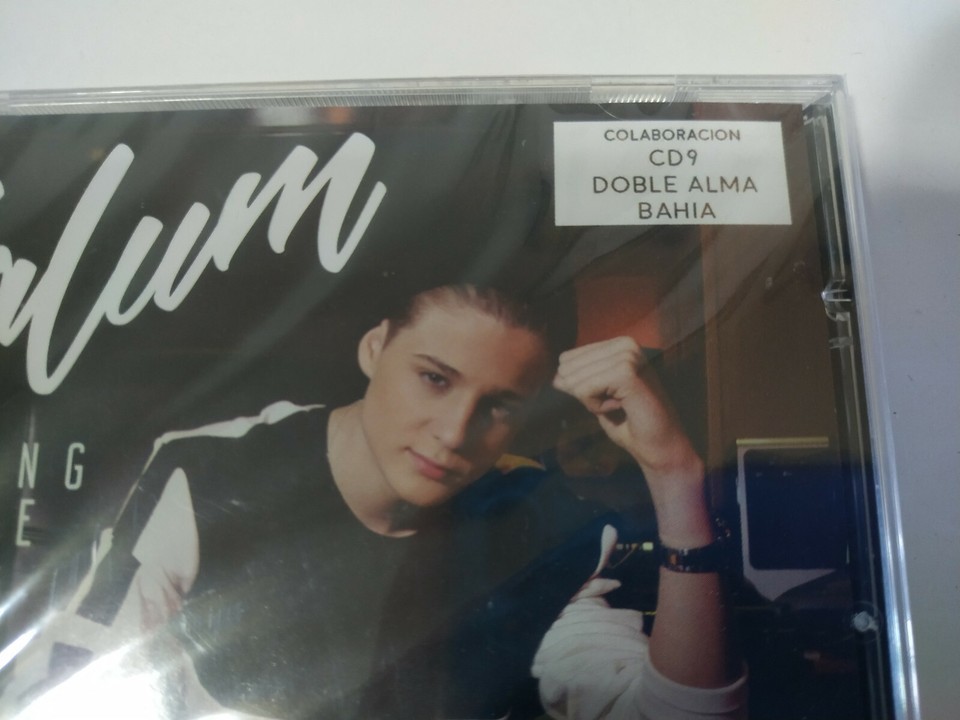 COLABORACION
CD9
DOBLE ALMA
BAHIA
alum
NG
E